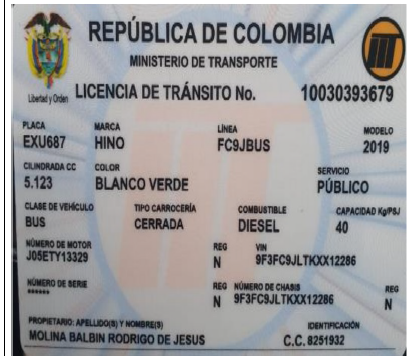 REPÚBLICA DE COLOMBIA
MINISTERIO DE TRANSPORTE
Libertad y Orden
LICENCIA DE TRÁNSITO No. 10030393679
PLACA MARCA LÍNEA MODELO
EXU687 HINO FC9JBUS 2019
CILINDRADA CC COLOR SERVICIO
5.123 BLANCO VERDE PÚBLICO
CLASE DE VEHÍCULO TIPO CARROCERÍA COMBUSTIBLE CAPACIDAD Kg/PSJ
BUS CERRADA DIESEL 40
NÚMERO DE MOTOR REG VIN
J05ETY13329 N 9F3FC9JLTKXX12286
NÚMERO DE SERIE REG NÚMERO DE CHASIS REG
****** N 9F3FC9JLTKXX12286 N
PROPIETARIO: APELLIDO(S) Y NOMBRE(S) IDENTIFICACIÓN
MOLINA BALBIN RODRIGO DE JESUS C.C. 8251932